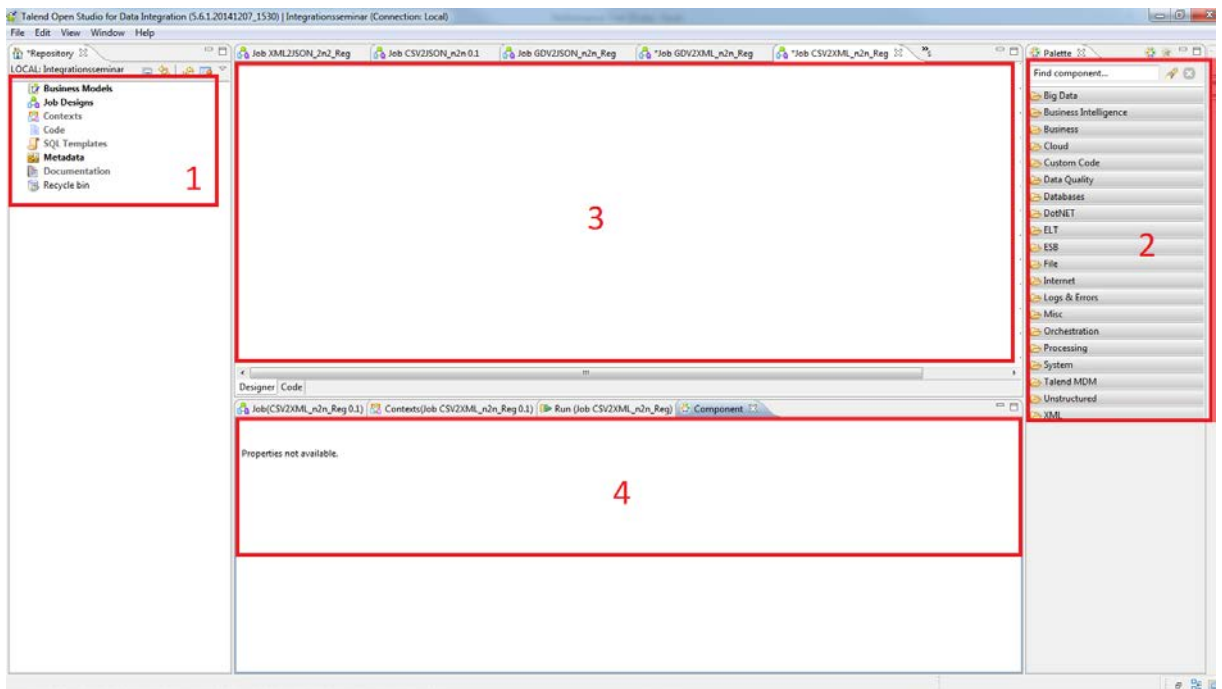 Talend Open Studio for Data Integration (5.6.1.20141207_1530) | Integrationsseminar (Connection: Local)
File Edit View Window Help
*Repository
LOCAL: Integrationsseminar
Business Models
Job Designs
Contexts
Code
SQL Templates
Metadata
Documentation
Recycle bin
1
Job XML2JSON_2n2_Reg Job CSV2JSON_n2n 0.1 Job GDV2JSON_n2n_Reg *Job GDV2XML_n2n_Reg *Job CSV2XML_n2n_Reg
3
Designer Code
Job(CSV2XML_n2n_Reg 0.1) Contexts(Job CSV2XML_n2n_Reg 0.1) Run (Job CSV2XML_n2n_Reg) Component
Properties not available.
4
Palette
Find component...
Big Data
Business Intelligence
Business
Cloud
Custom Code
Data Quality
Databases
DotNET
ELT
ESB
File
Internet
Logs & Errors
Misc
Orchestration
Processing
System
Talend MDM
Unstructured
XML
2